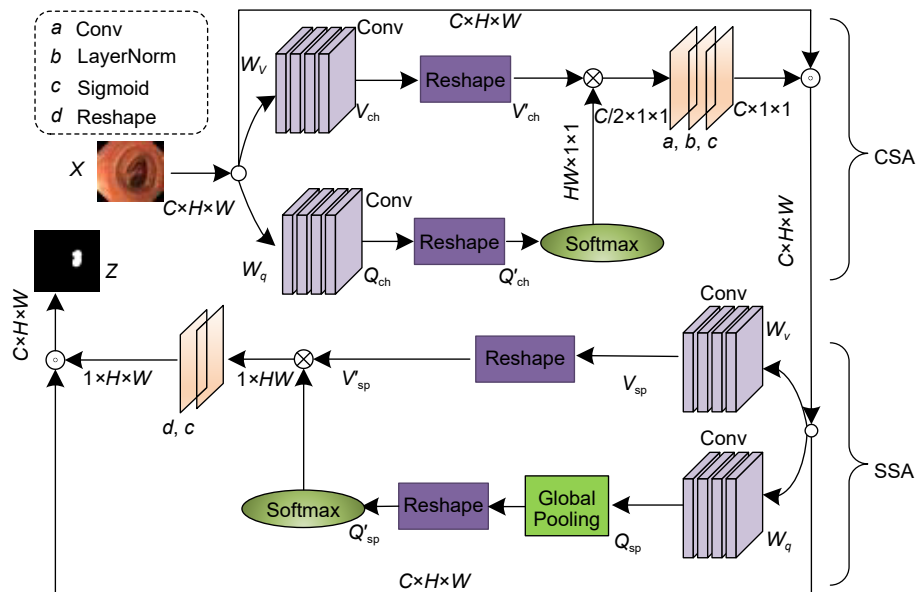 a Conv
b LayerNorm
c Sigmoid
d Reshape
C×H×W
Conv
W_V
V_ch
Reshape
V'_ch
C/2×1×1
a, b, c
C×1×1
CSA
X
C×H×W
HW×1×1
C×H×W
Conv
W_q
Q_ch
Reshape
Q'_ch
Softmax
Z
C×H×W
1×H×W
d, c
1×HW
V'_sp
Reshape
V_sp
Conv
W_v
SSA
Conv
W_q
Q_sp
Global
Pooling
Reshape
Q'_sp
Softmax
C×H×W